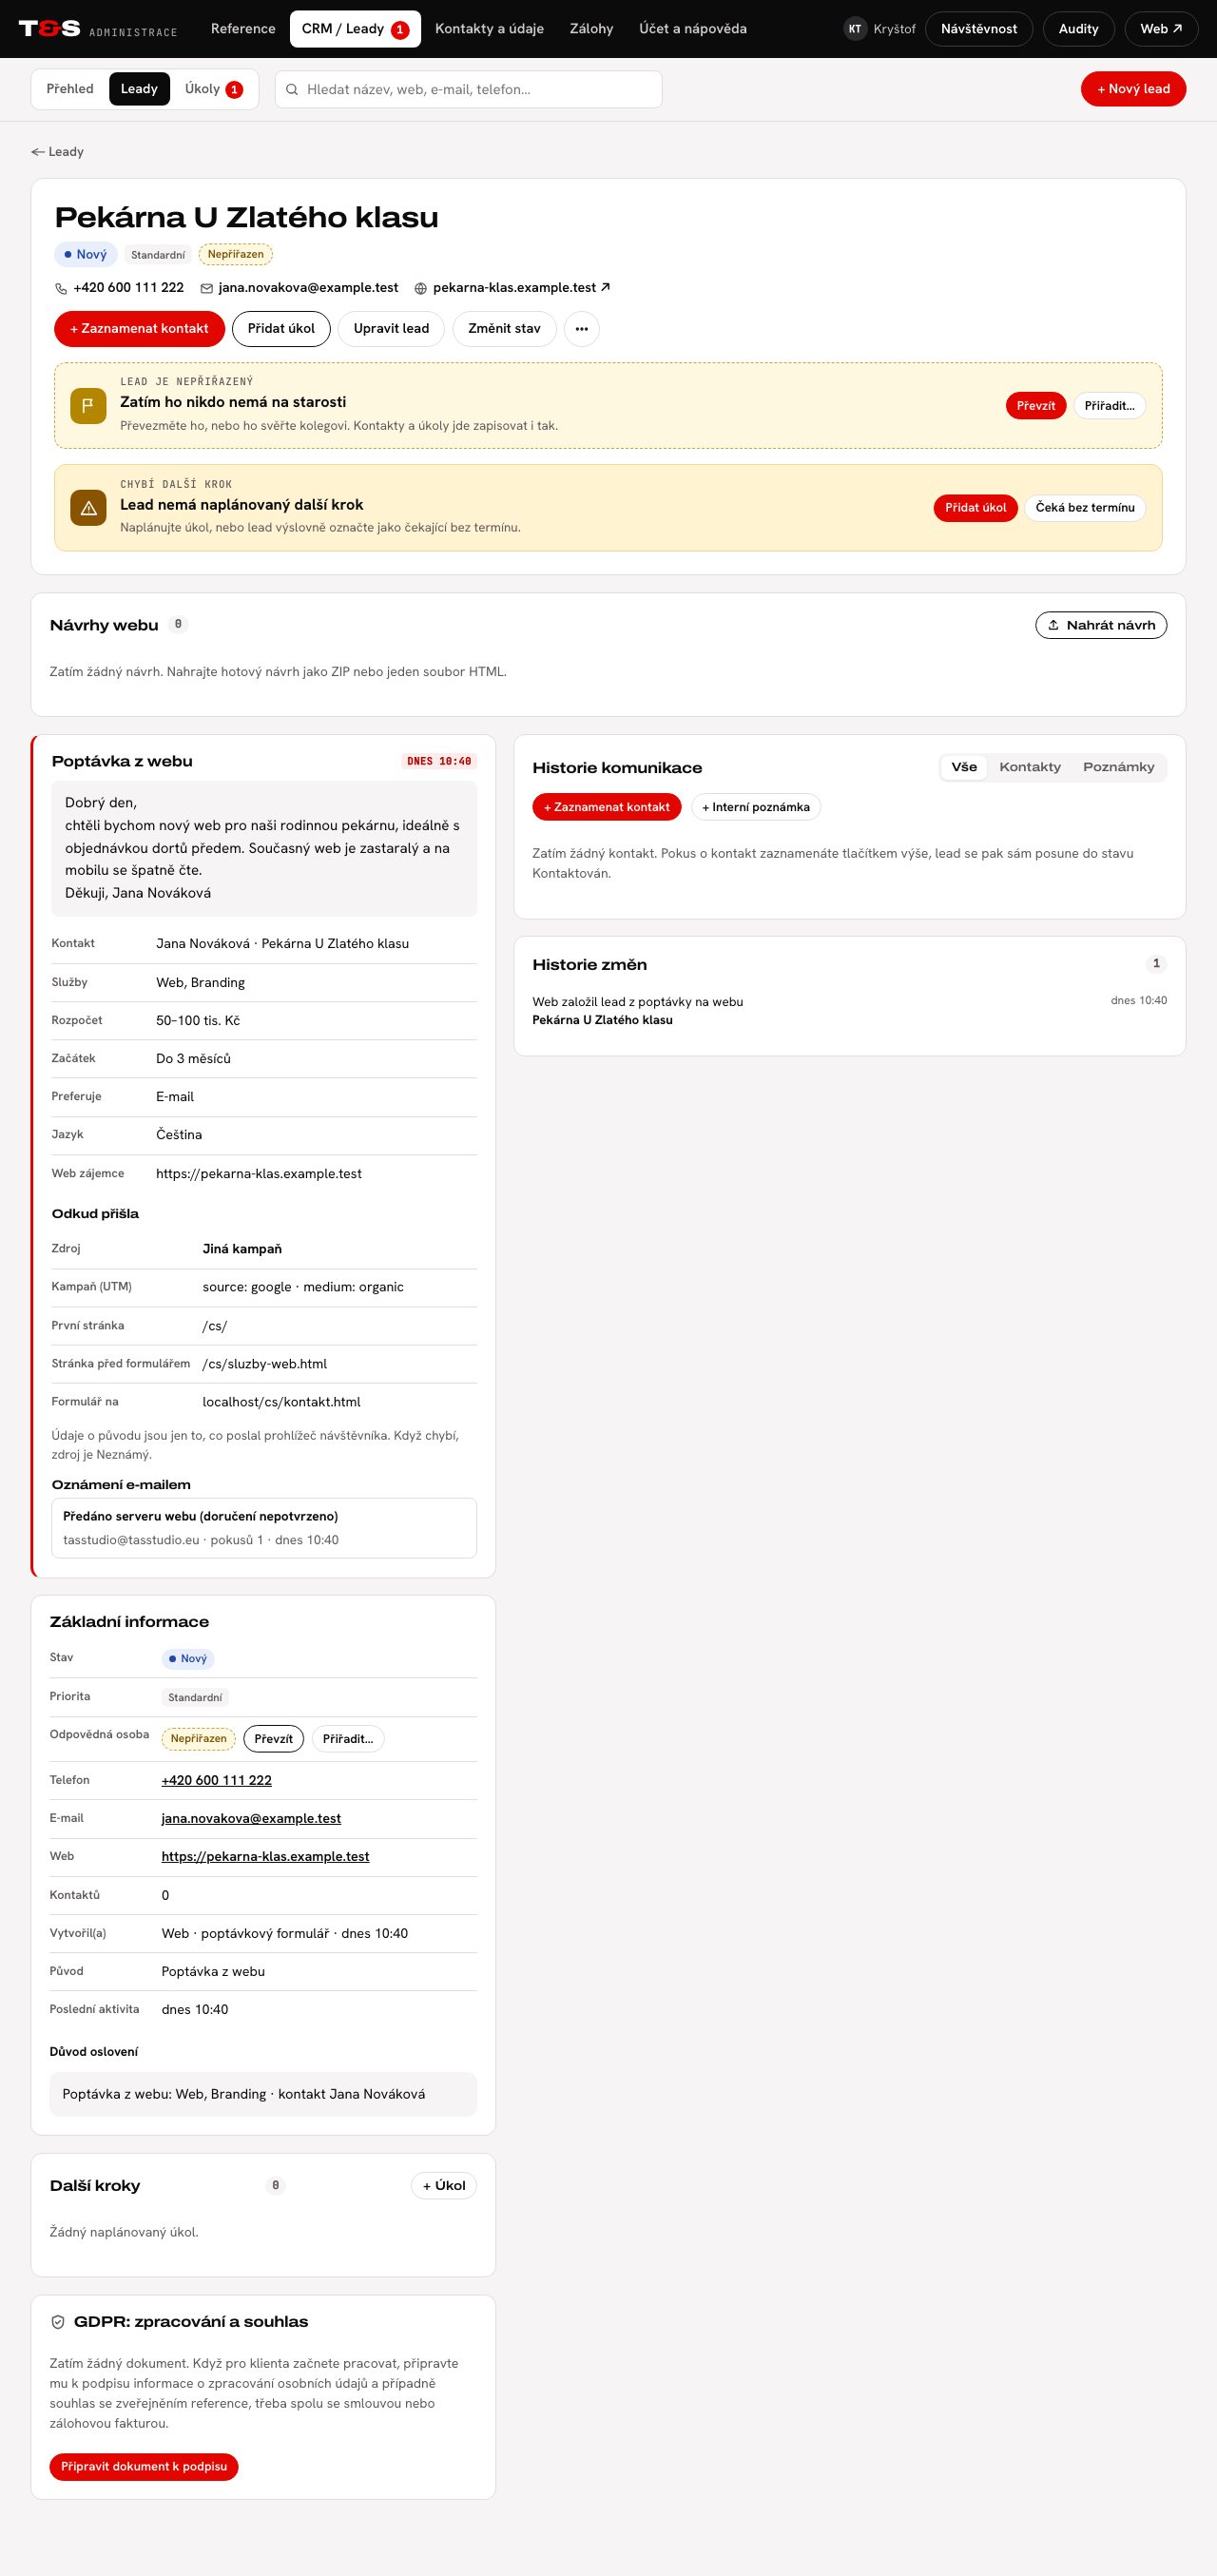 T&S ADMINISTRACE
Reference
CRM / Leady 1
Kontakty a údaje
Zálohy
Účet a nápověda
KT Kryštof
Návštěvnost
Audity
Web ↗
Přehled
Leady
Úkoly 1
Hledat název, web, e-mail, telefon…
+ Nový lead
← Leady
Pekárna U Zlatého klasu
Nový
Standardní
Nepřiřazen
+420 600 111 222
jana.novakova@example.test
pekarna-klas.example.test ↗
+ Zaznamenat kontakt
Přidat úkol
Upravit lead
Změnit stav
•••
LEAD JE NEPŘIŘAZENÝ
Zatím ho nikdo nemá na starosti
Převezměte ho, nebo ho svěřte kolegovi. Kontakty a úkoly jde zapisovat i tak.
Převzít
Přiřadit…
CHYBÍ DALŠÍ KROK
Lead nemá naplánovaný další krok
Naplánujte úkol, nebo lead výslovně označte jako čekající bez termínu.
Přidat úkol
Čeká bez termínu
Návrhy webu 0
Nahrát návrh
Zatím žádný návrh. Nahrajte hotový návrh jako ZIP nebo jeden soubor HTML.
Poptávka z webu
DNES 10:40
Dobrý den,
chtěli bychom nový web pro naši rodinnou pekárnu, ideálně s
objednávkou dortů předem. Současný web je zastaralý a na
mobilu se špatně čte.
Děkuji, Jana Nováková
Kontakt Jana Nováková · Pekárna U Zlatého klasu
Služby Web, Branding
Rozpočet 50–100 tis. Kč
Začátek Do 3 měsíců
Preferuje E-mail
Jazyk Čeština
Web zájemce https://pekarna-klas.example.test
Odkud přišla
Zdroj Jiná kampaň
Kampaň (UTM) source: google · medium: organic
První stránka /cs/
Stránka před formulářem /cs/sluzby-web.html
Formulář na localhost/cs/kontakt.html
Údaje o původu jsou jen to, co poslal prohlížeč návštěvníka. Když chybí,
zdroj je Neznámý.
Oznámení e-mailem
Předáno serveru webu (doručení nepotvrzeno)
tasstudio@tasstudio.eu · pokusů 1 · dnes 10:40
Historie komunikace
Vše
Kontakty
Poznámky
+ Zaznamenat kontakt
+ Interní poznámka
Zatím žádný kontakt. Pokus o kontakt zaznamenáte tlačítkem výše, lead se pak sám posune do stavu
Kontaktován.
Historie změn 1
Web založil lead z poptávky na webu dnes 10:40
Pekárna U Zlatého klasu
Základní informace
Stav Nový
Priorita Standardní
Odpovědná osoba Nepřiřazen Převzít Přiřadit…
Telefon +420 600 111 222
E-mail jana.novakova@example.test
Web https://pekarna-klas.example.test
Kontaktů 0
Vytvořil(a) Web · poptávkový formulář · dnes 10:40
Původ Poptávka z webu
Poslední aktivita dnes 10:40
Důvod oslovení
Poptávka z webu: Web, Branding · kontakt Jana Nováková
Další kroky 0
+ Úkol
Žádný naplánovaný úkol.
GDPR: zpracování a souhlas
Zatím žádný dokument. Když pro klienta začnete pracovat, připravte
mu k podpisu informace o zpracování osobních údajů a případně
souhlas se zveřejněním reference, třeba spolu se smlouvou nebo
zálohovou fakturou.
Připravit dokument k podpisu